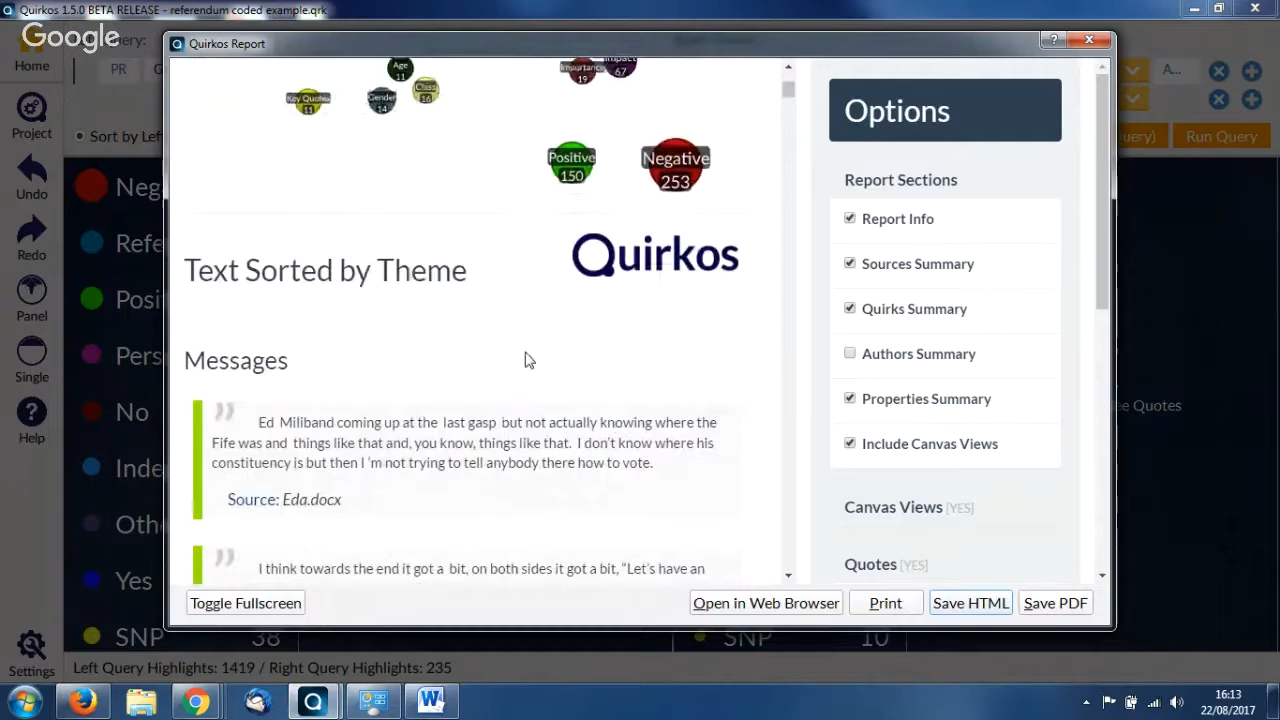 Quirkos 1.5.0 BETA RELEASE - referendum coded example.qrk
Google
Query:
Home
PR
A...
Project
Sort by Left
uery)
Run Query
Undo
Redo
Panel
Single
Help
Settings
Neg
Refe
Posi
Pers
No
Inde
Oth
Yes
SNP
38
SNP
10
ee Quotes
Left Query Highlights: 1419 / Right Query Highlights: 235
Quirkos Report
?
Age
11
Key Quotes
11
Gender
14
Class
16
Importance
19
Impact
67
Positive
150
Negative
253
Quirkos
Text Sorted by Theme
Messages
Ed Miliband coming up at the last gasp but not actually knowing where the
Fife was and things like that and, you know, things like that. I don't know where his
constituency is but then I 'm not trying to tell anybody there how to vote.
Source: Eda.docx
I think towards the end it got a bit, on both sides it got a bit, “Let's have an
Options
Report Sections
Report Info
Sources Summary
Quirks Summary
Authors Summary
Properties Summary
Include Canvas Views
Canvas Views [YES]
Quotes [YES]
Toggle Fullscreen
Open in Web Browser
Print
Save HTML
Save PDF
16:13
22/08/2017